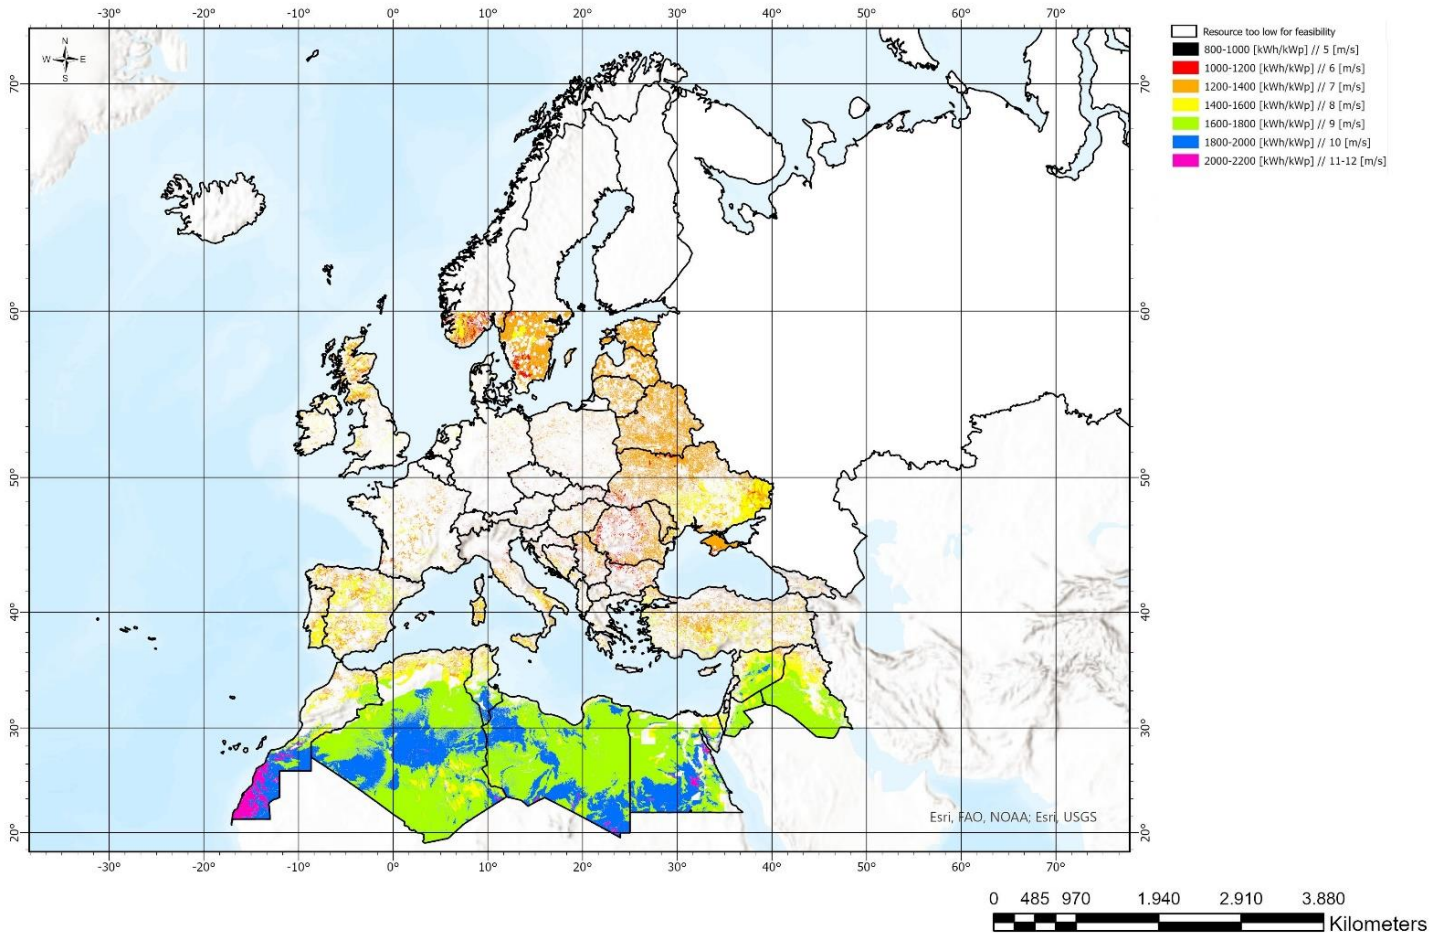 -30° -20° -10° 0° 10° 20° 30° 40° 50° 60° 70°
N
W E
S
Resource too low for feasibility
800-1000 [kWh/kWp] // 5 [m/s]
1000-1200 [kWh/kWp] // 6 [m/s]
1200-1400 [kWh/kWp] // 7 [m/s]
1400-1600 [kWh/kWp] // 8 [m/s]
1600-1800 [kWh/kWp] // 9 [m/s]
1800-2000 [kWh/kWp] // 10 [m/s]
2000-2200 [kWh/kWp] // 11-12 [m/s]
70° 70°
60° 60°
50° 50°
40° 40°
30° 30°
20° 20°
Esri, FAO, NOAA; Esri, USGS
-30° -20° -10° 0° 10° 20° 30° 40° 50° 60° 70°
0 485 970 1.940 2.910 3.880
Kilometers